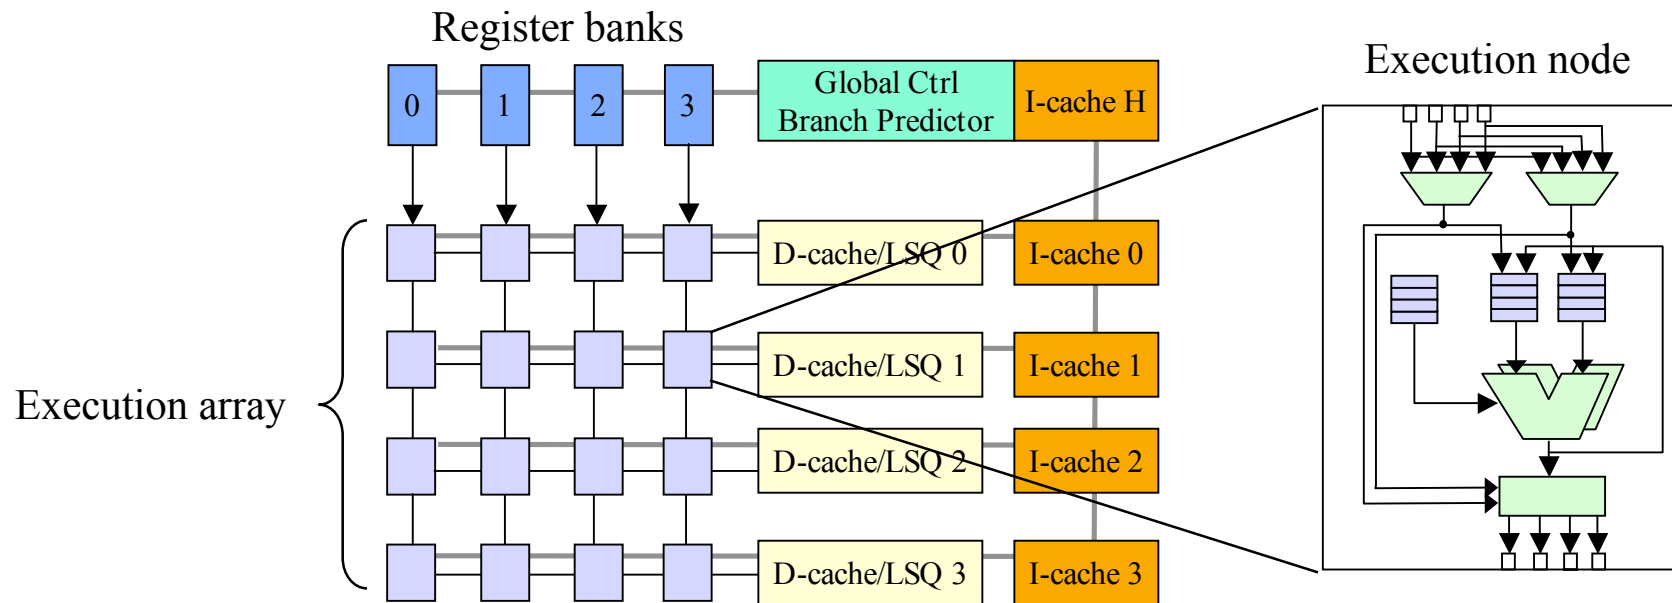 Register banks
0
1
2
3
Global Ctrl
Branch Predictor
I-cache H
Execution node
D-cache/LSQ 0
I-cache 0
D-cache/LSQ 1
I-cache 1
Execution array
D-cache/LSQ 2
I-cache 2
D-cache/LSQ 3
I-cache 3